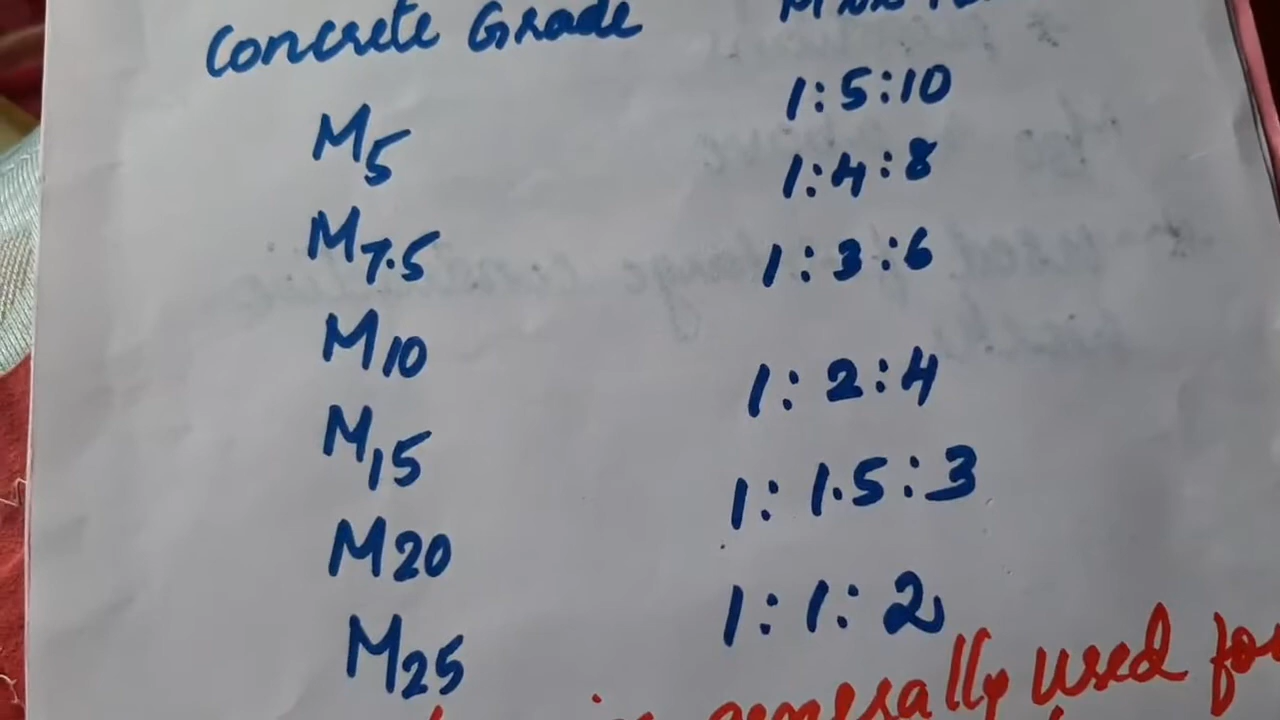 Concrete Grade
M5 1:5:10
M7.5 1:4:8
M10 1:3:6
M15 1:2:4
M20 1:1.5:3
M25 1:1:2
generally used for